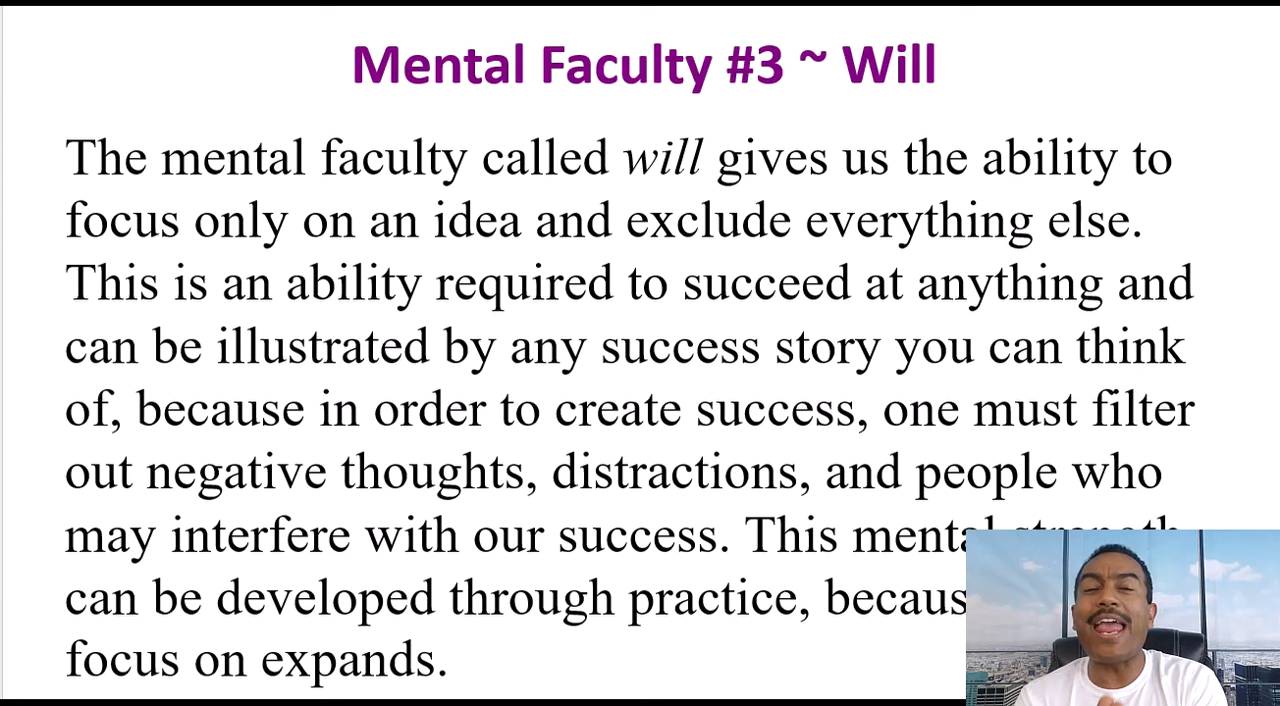 Mental Faculty #3 ~ Will
The mental faculty called will gives us the ability to
focus only on an idea and exclude everything else.
This is an ability required to succeed at anything and
can be illustrated by any success story you can think
of, because in order to create success, one must filter
out negative thoughts, distractions, and people who
may interfere with our success. This mental strength
can be developed through practice,
focus on expands.